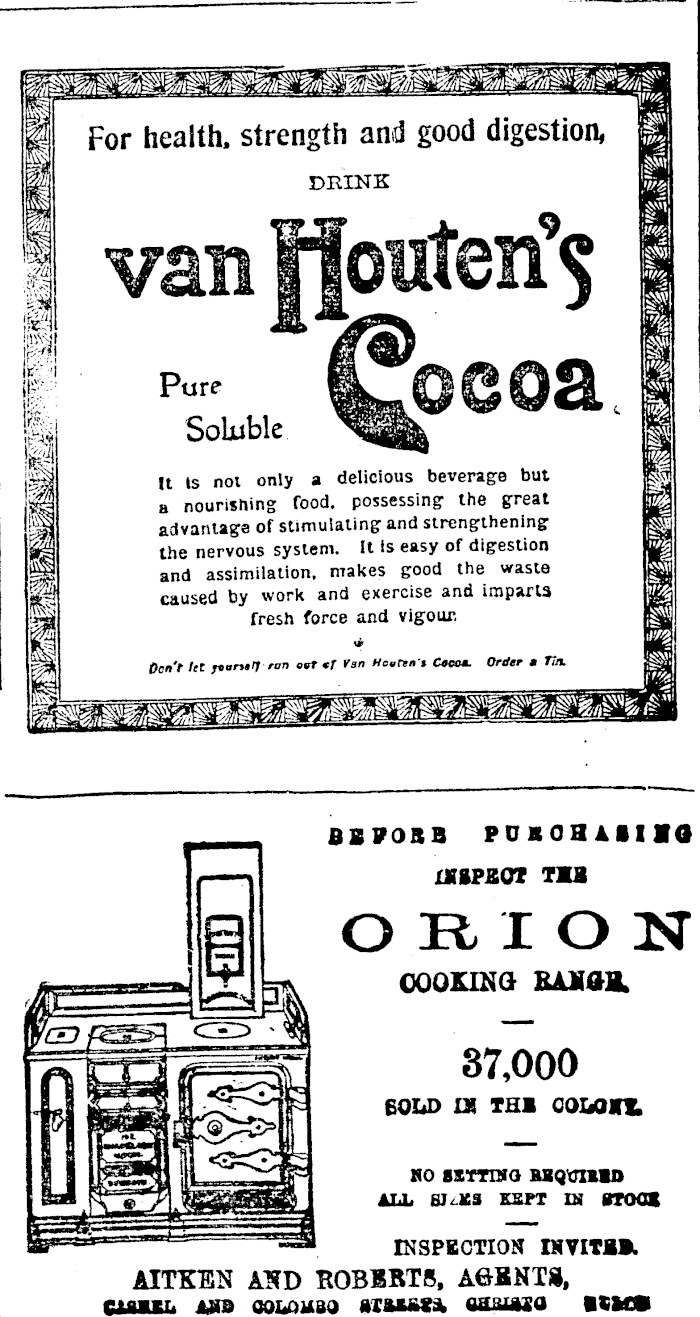 For health, strength and good digestion,
DRINK
van Houten's
Cocoa
Pure
Soluble
It is not only a delicious beverage but
a nourishing food, possessing the great
advantage of stimulating and strengthening
the nervous system. It is easy of digestion
and assimilation, makes good the waste
caused by work and exercise and imparts
fresh force and vigour.
Don't let yourself run out of Van Houten's Cocoa. Order a Tin.
BEFORE PURCHASING
INSPECT THE
ORION
COOKING RANGE.
37,000
SOLD IN THE COLONY.
NO SETTING REQUIRED
ALL SIZES KEPT IN STOCK
INSPECTION INVITED.
AITKEN AND ROBERTS, AGENTS,
CASHEL AND COLOMBO STREETS, CHRISTCHURCH